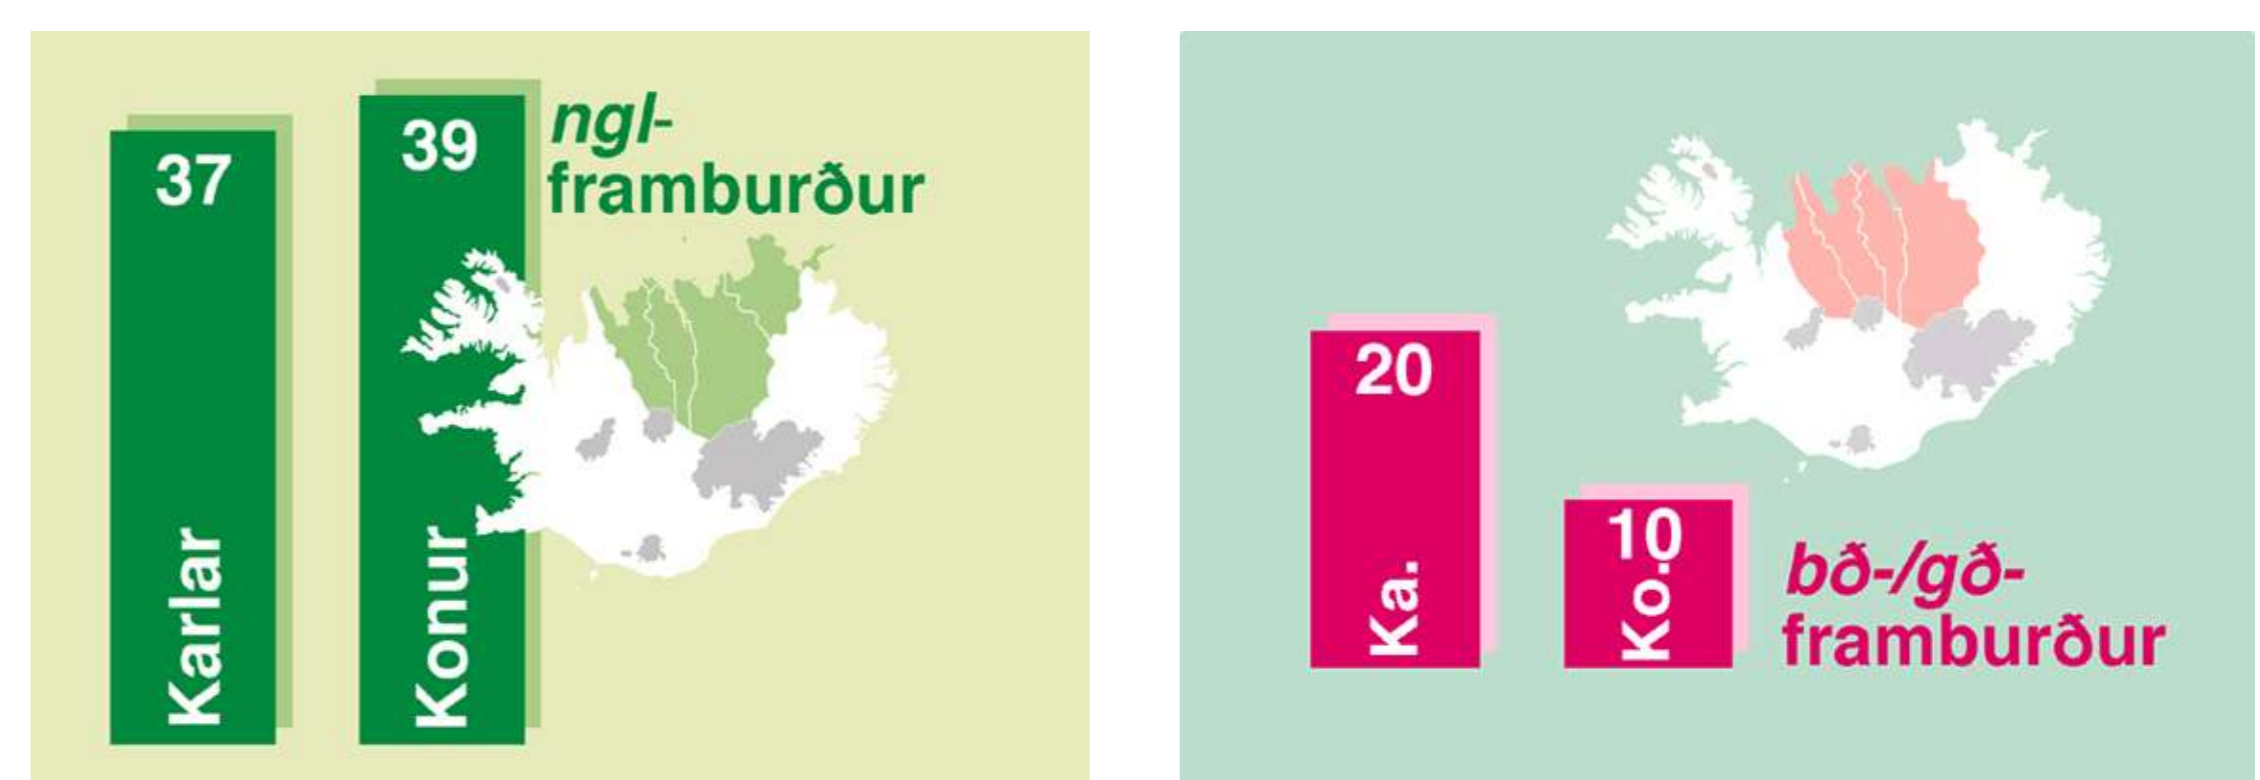 37
Karlar
39
Konur
ngl-
framburður
20
Ka.
10
Ko.
bð-/gð-
framburður